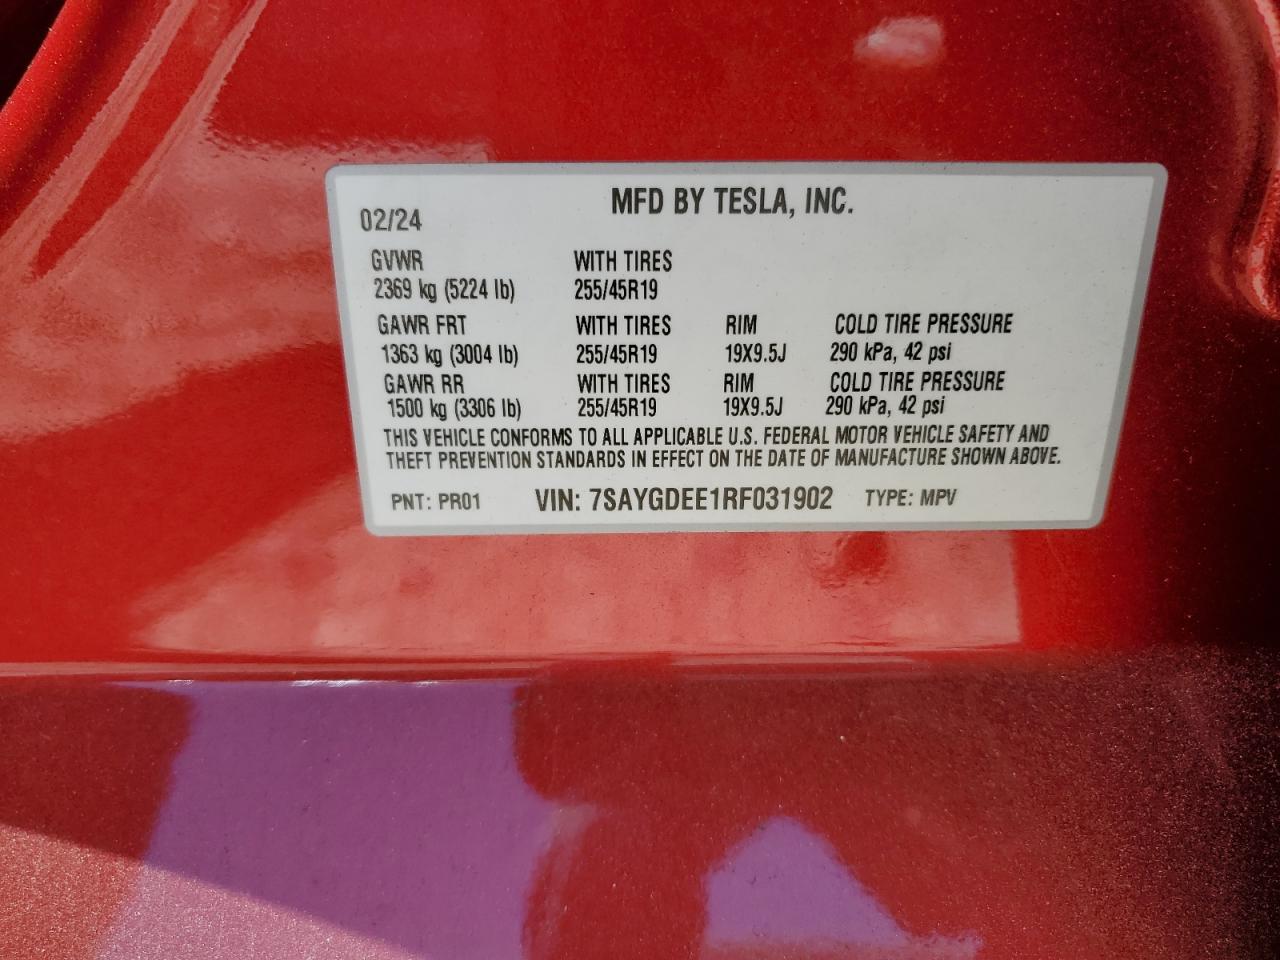 MFD BY TESLA, INC.
02/24
GVWR WITH TIRES
2369 kg (5224 lb) 255/45R19
GAWR FRT WITH TIRES RIM COLD TIRE PRESSURE
1363 kg (3004 lb) 255/45R19 19X9.5J 290 kPa, 42 psi
GAWR RR WITH TIRES RIM COLD TIRE PRESSURE
1500 kg (3306 lb) 255/45R19 19X9.5J 290 kPa, 42 psi
THIS VEHICLE CONFORMS TO ALL APPLICABLE U.S. FEDERAL MOTOR VEHICLE SAFETY AND
THEFT PREVENTION STANDARDS IN EFFECT ON THE DATE OF MANUFACTURE SHOWN ABOVE.
PNT: PR01 VIN: 7SAYGDEE1RF031902 TYPE: MPV